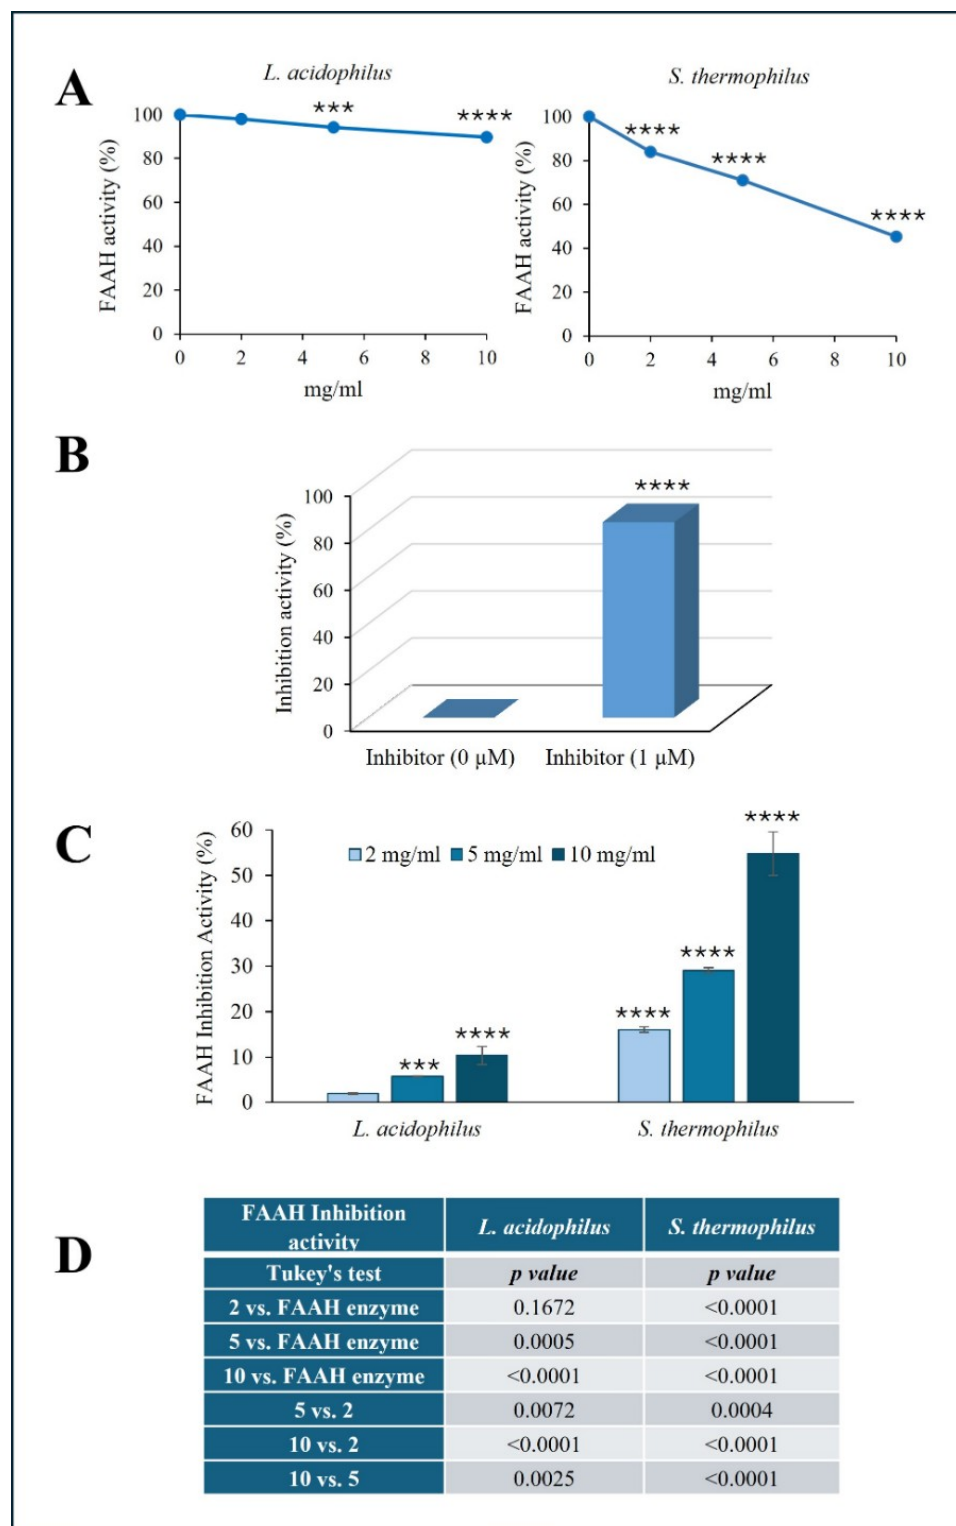 A
L. acidophilus
S. thermophilus
***
****
100
80
60
40
20
0
FAAH activity (%)
0 2 4 6 8 10
mg/ml
****
****
****
100
80
60
40
20
0
FAAH activity (%)
0 2 4 6 8 10
mg/ml
B
****
100
80
60
40
20
0
Inhibition activity (%)
Inhibitor (0 µM) Inhibitor (1 µM)
C
60
50
40
30
20
10
0
FAAH Inhibition Activity (%)
2 mg/ml 5 mg/ml 10 mg/ml
***
****
****
****
****
L. acidophilus S. thermophilus
D
FAAH Inhibition
activity
L. acidophilus S. thermophilus
Tukey's test p value p value
2 vs. FAAH enzyme 0.1672 <0.0001
5 vs. FAAH enzyme 0.0005 <0.0001
10 vs. FAAH enzyme <0.0001 <0.0001
5 vs. 2 0.0072 0.0004
10 vs. 2 <0.0001 <0.0001
10 vs. 5 0.0025 <0.0001